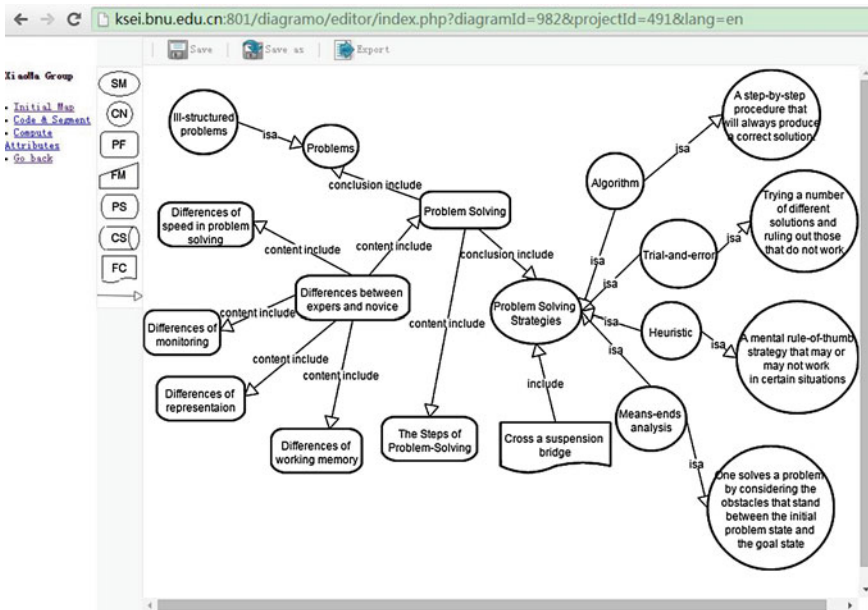 ksei.bnu.edu.cn:801/diagramo/editor/index.php?diagramId=982&projectId=491&lang=en
Save
Save as
Export
XiaoMa Group
Initial Map
Code & Segment
Compute
Attributes
Go back
SM
CN
PF
FM
PS
CS
FC
Ill-structured
problems
isa
Problems
conclusion include
Problem Solving
Differences of
speed in problem
solving
content include
content include
conclusion include
Differences between
expers and novice
Differences of
monitoring
content include
content include
content include
content include
Differences of
representaion
Differences of
working memory
The Steps of
Problem-Solving
Problem Solving
Strategies
include
Cross a suspension
bridge
Algorithm
isa
isa
A step-by-step
procedure that
will always produce
a correct solution.
Trial-and-error
isa
isa
Trying a number
of different
solutions and
ruling out those
that do not work
Heuristic
isa
isa
A mental rule-of-thumb
strategy that may or
may not work
in certain situations
Means-ends
analysis
isa
One solves a problem
by considering the
obstacles that stand
between the initial
problem state and
the goal state